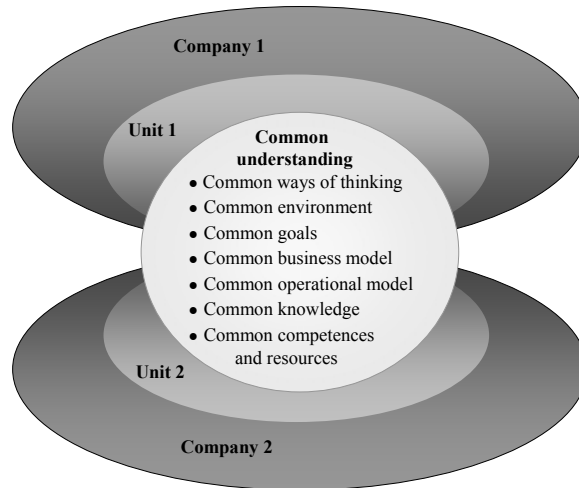 Company 1
Unit 1
Common
understanding
• Common ways of thinking
• Common environment
• Common goals
• Common business model
• Common operational model
• Common knowledge
• Common competences
and resources
Unit 2
Company 2